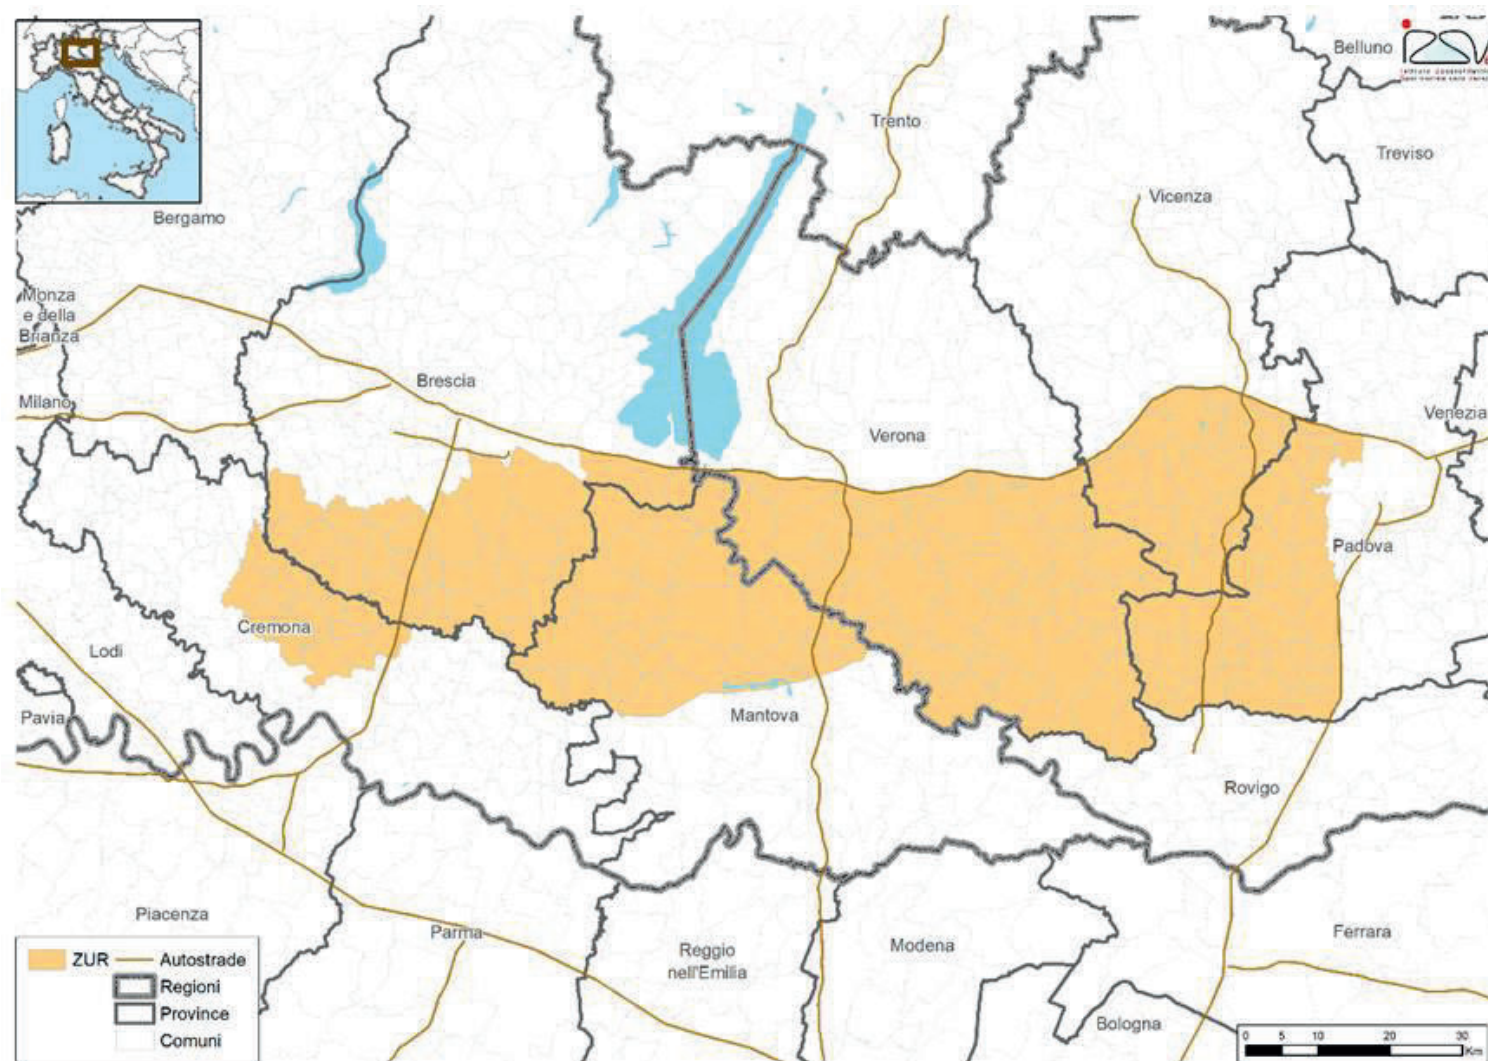 Belluno
Trento
Treviso
Vicenza
Bergamo
Monza
e della
Brianza
Brescia
Milano
Venezia
Verona
Padova
Cremona
Lodi
Pavia
Mantova
Rovigo
Piacenza
Parma
Reggio
nell'Emilia
Modena
Ferrara
Bologna
ZUR
Autostrade
Regioni
Province
Comuni
0 5 10 20 30
Km